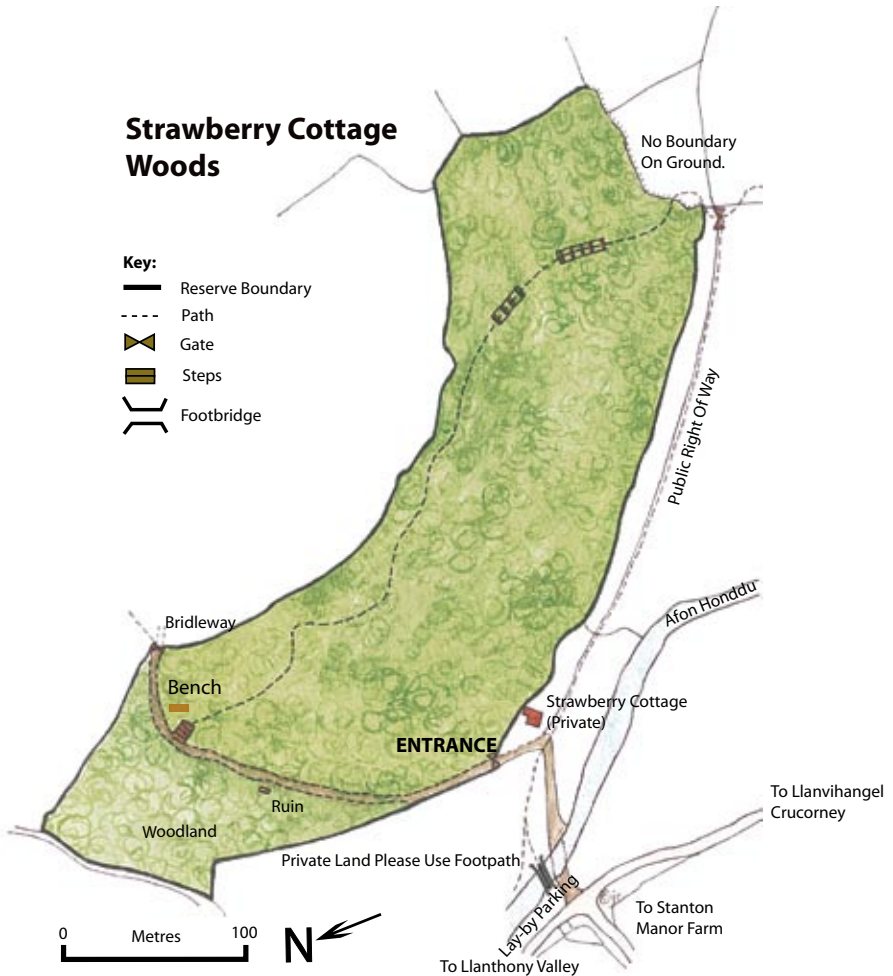 Strawberry Cottage
Woods
No Boundary
On Ground.
Key:
Reserve Boundary
Path
Gate
Steps
Footbridge
Public Right Of Way
Afon Honddu
Bridleway
Bench
Strawberry Cottage
(Private)
ENTRANCE
Ruin
Woodland
To Llanvihangel
Crucorney
Private Land Please Use Footpath
Lay-by Parking
To Stanton
Manor Farm
0 Metres 100
N
To Llanthony Valley